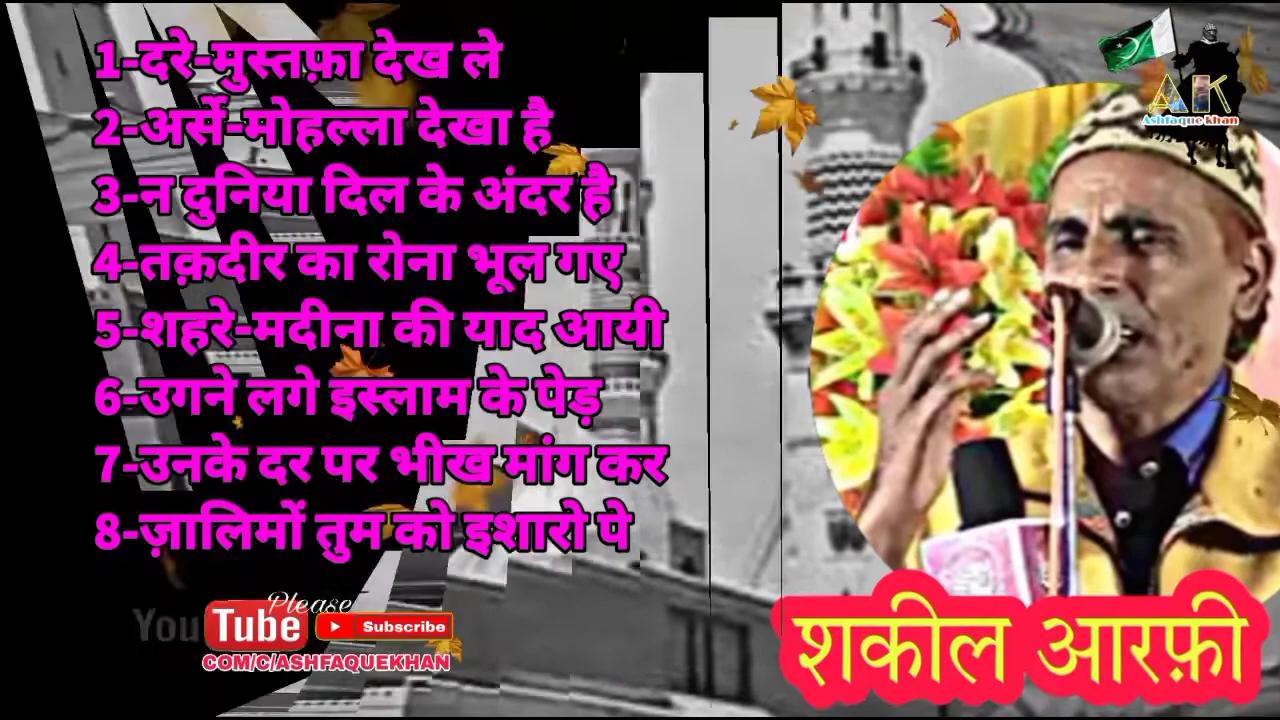 1-दरे-मुस्तफ़ा देख ले
2-अर्से-मोहल्ला देखा है
3-न दुनिया दिल के अंदर है
4-तक़दीर का रोना भूल गए
5-शहरे-मदीना की याद आयी
6-उगने लगे इस्लाम के पेड़
7-उनके दर पर भीख मांग कर
8-ज़ालिमों तुम को इशारो पे
AK
Ashfaque khan
Please
YouTube Subscribe
COM/C/ASHFAQUEKHAN
शकील आरफ़ी